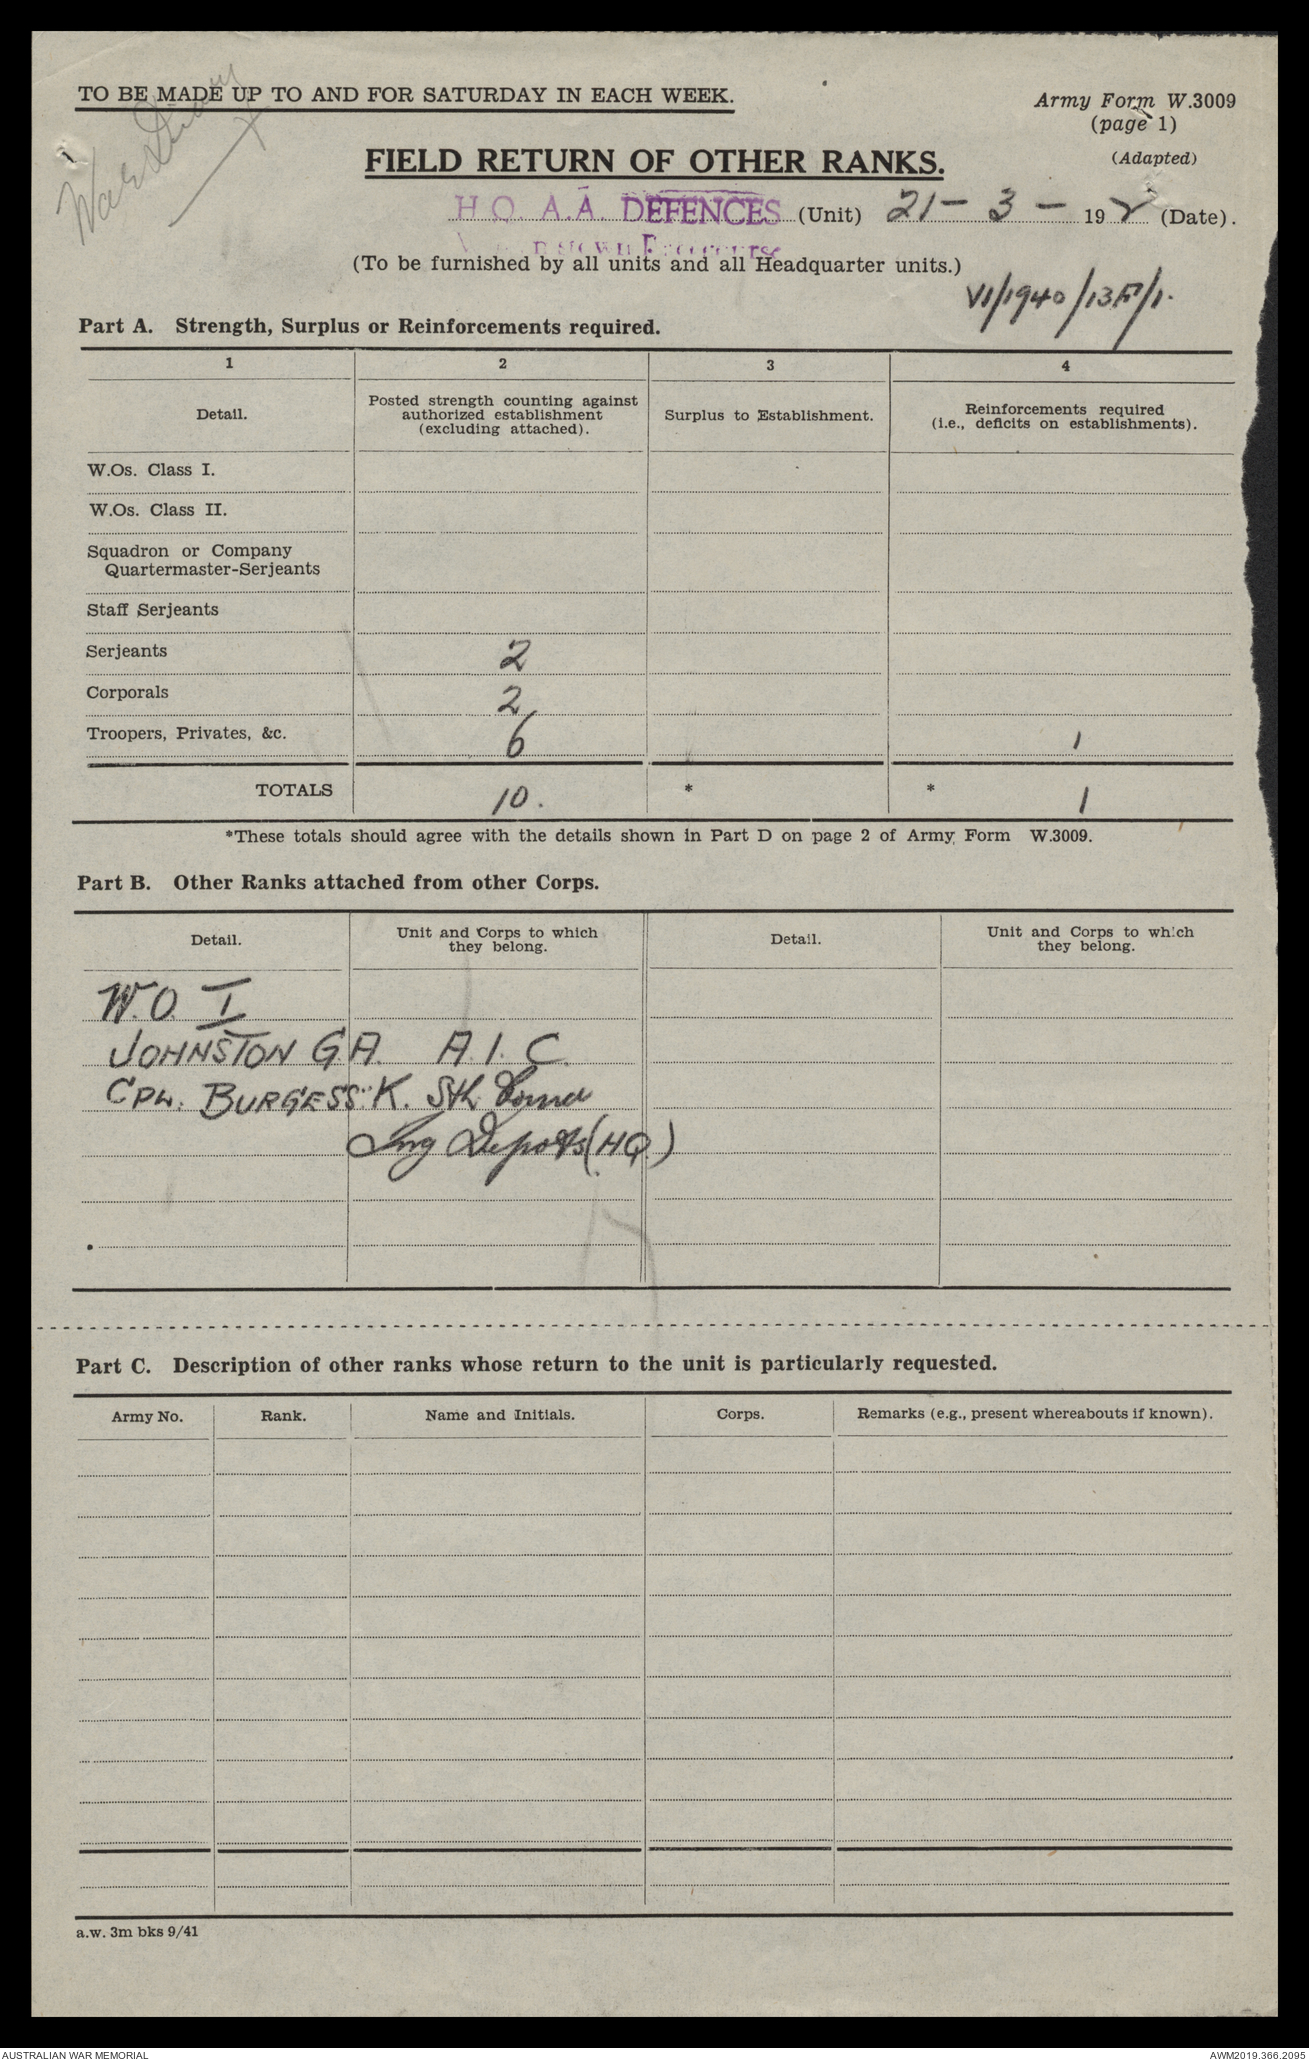 War Diary
TO BE MADE UP TO AND FOR SATURDAY IN EACH WEEK.
Army Form W.3009
(page 1)
(Adapted)
FIELD RETURN OF OTHER RANKS.
H.Q. A.A. DEFENCES (Unit) 21 - 3 - 192 (Date).
(To be furnished by all units and all Headquarter units.)
VI/1940/13F/1.
Part A. Strength, Surplus or Reinforcements required.
1 2 3 4
Detail. Posted strength counting against authorized establishment (excluding attached). Surplus to Establishment. Reinforcements required (i.e., deficits on establishments).
W.Os. Class I.
W.Os. Class II.
Squadron or Company
Quartermaster-Serjeants
Staff Serjeants
Serjeants 2
Corporals 2
Troopers, Privates, &c. 6 1
TOTALS 10. * * 1
*These totals should agree with the details shown in Part D on page 2 of Army Form W.3009.
Part B. Other Ranks attached from other Corps.
Detail. Unit and Corps to which they belong. Detail. Unit and Corps to which they belong.
W.O. I
JOHNSTON G.A. A.I.C.
CPL. BURGESS K. Sth Comd
Trg Depots (HQ)
Part C. Description of other ranks whose return to the unit is particularly requested.
Army No. Rank. Name and Initials. Corps. Remarks (e.g., present whereabouts if known).
a.w. 3m bks 9/41
AUSTRALIAN WAR MEMORIAL AWM2019.366.2095